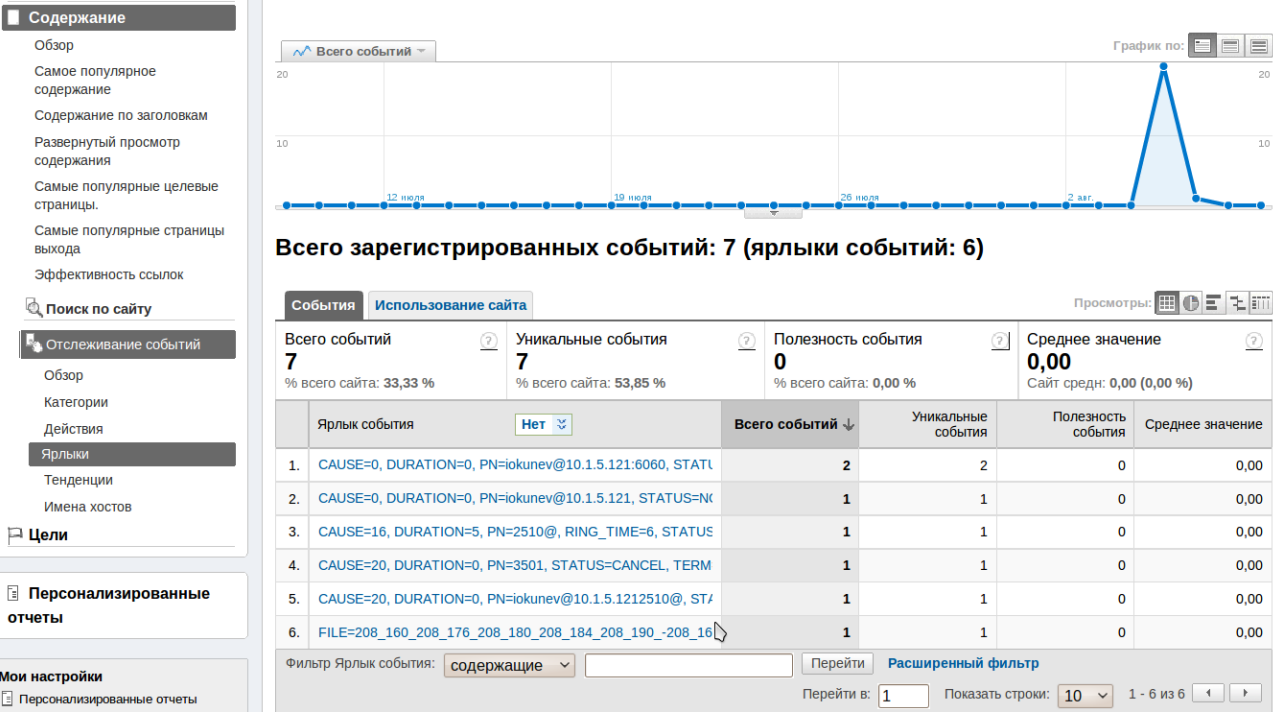 Содержание
Обзор
Самое популярное
содержание
Содержание по заголовкам
Развернутый просмотр
содержания
Самые популярные целевые
страницы.
Самые популярные страницы
выхода
Эффективность ссылок
Поиск по сайту
Отслеживание событий
Обзор
Категории
Действия
Ярлыки
Тенденции
Имена хостов
Цели
Персонализированные
отчеты
Мои настройки
Персонализированные отчеты
Всего событий
График по:
20 20
10 10
12 июля 19 июля 26 июля 2 авг.
Всего зарегистрированных событий: 7 (ярлыки событий: 6)
События Использование сайта Просмотры:
Всего событий ? Уникальные события ? Полезность события ? Среднее значение ?
7 7 0 0,00
% всего сайта: 33,33 % % всего сайта: 53,85 % % всего сайта: 0,00 % Сайт средн: 0,00 (0,00 %)
Ярлык события Нет Всего событий Уникальные события Полезность события Среднее значение
1. CAUSE=0, DURATION=0, PN=iokunev@10.1.5.121:6060, STATU 2 2 0 0,00
2. CAUSE=0, DURATION=0, PN=iokunev@10.1.5.121, STATUS=NO 1 1 0 0,00
3. CAUSE=16, DURATION=5, PN=2510@, RING_TIME=6, STATUS 1 1 0 0,00
4. CAUSE=20, DURATION=0, PN=3501, STATUS=CANCEL, TERM 1 1 0 0,00
5. CAUSE=20, DURATION=0, PN=iokunev@10.1.5.1212510@, STA 1 1 0 0,00
6. FILE=208_160_208_176_208_180_208_184_208_190_-208_16 1 1 0 0,00
Фильтр Ярлык события: содержащие Перейти Расширенный фильтр
Перейти в: 1 Показать строки: 10 1 - 6 из 6